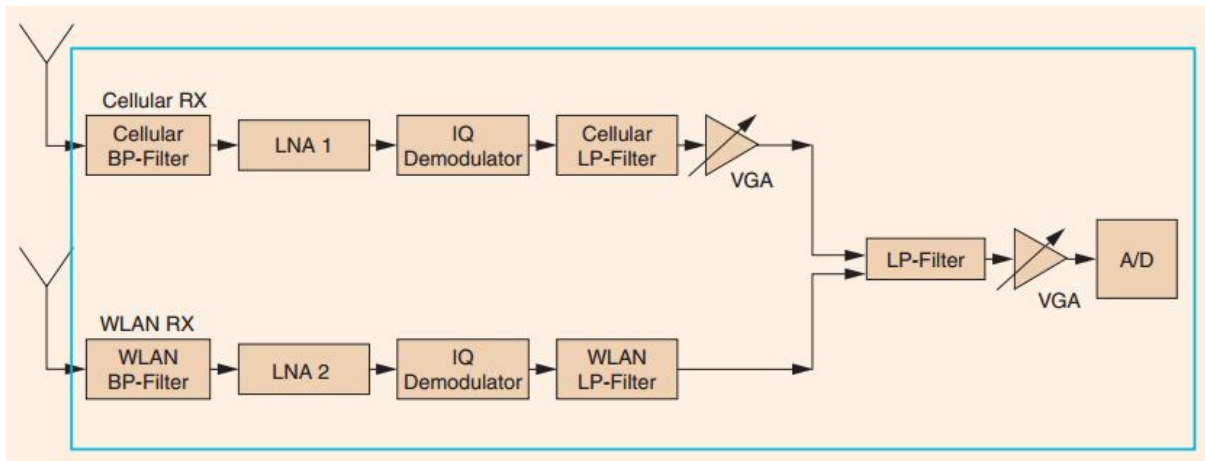 Cellular RX
Cellular
BP-Filter
LNA 1
IQ
Demodulator
Cellular
LP-Filter
VGA
LP-Filter
VGA
A/D
WLAN RX
WLAN
BP-Filter
LNA 2
IQ
Demodulator
WLAN
LP-Filter